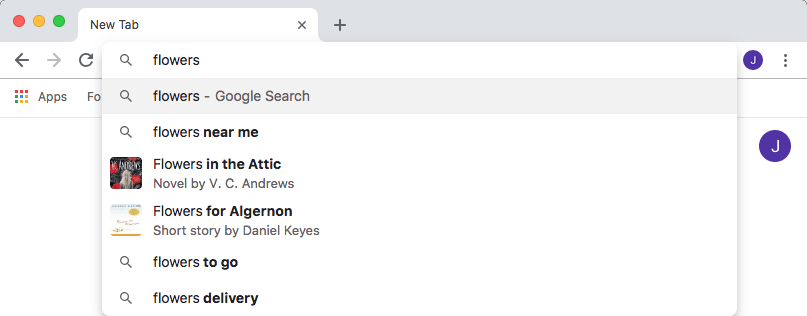 New Tab
flowers
J
Apps
Fo
flowers - Google Search
flowers near me
J
Flowers in the Attic
Novel by V. C. Andrews
Flowers for Algernon
Short story by Daniel Keyes
flowers to go
flowers delivery